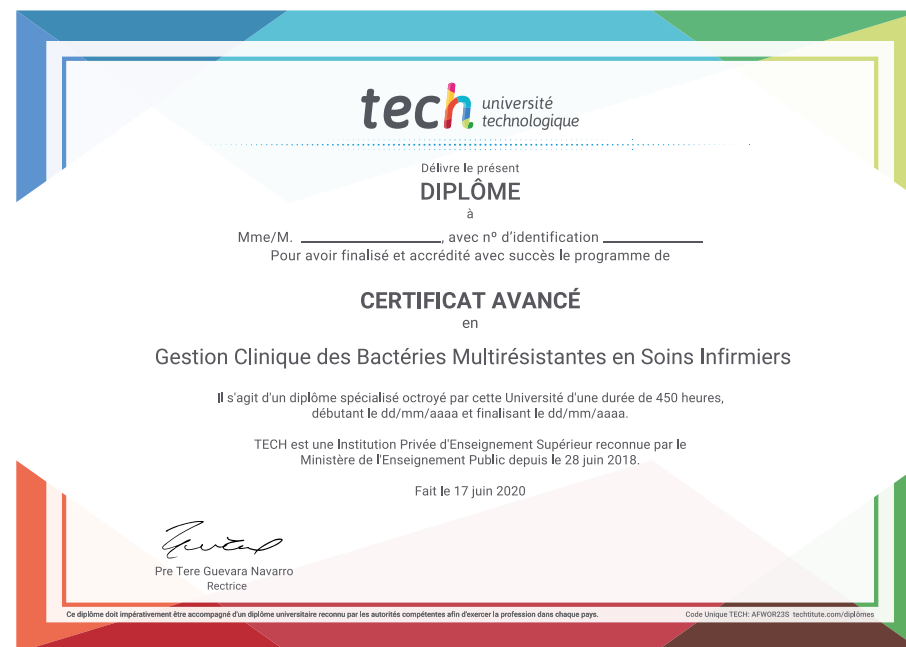 tech université
technologique
Délivre le présent
DIPLÔME
à
Mme/M. ____________________, avec nº d'identification ______________
Pour avoir finalisé et accrédité avec succès le programme de
CERTIFICAT AVANCÉ
en
Gestion Clinique des Bactéries Multirésistantes en Soins Infirmiers
Il s'agit d'un diplôme spécialisé octroyé par cette Université d'une durée de 450 heures,
débutant le dd/mm/aaaa et finalisant le dd/mm/aaaa.
TECH est une Institution Privée d'Enseignement Supérieur reconnue par le
Ministère de l'Enseignement Public depuis le 28 juin 2018.
Fait le 17 juin 2020
Pre Tere Guevara Navarro
Rectrice
Ce diplôme doit impérativement être accompagné d'un diplôme universitaire reconnu par les autorités compétentes afin d'exercer la profession dans chaque pays.
Code Unique TECH: AFWOR23S techtitute.com/diplômes